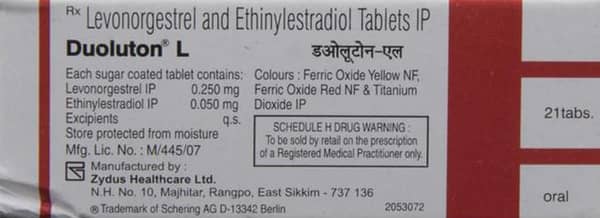 Rx Levonorgestrel and Ethinylestradiol Tablets IP
Duoluton® L
डओलूटोन-एल
Each sugar coated tablet contains:
Levonorgestrel IP 0.250 mg
Ethinylestradiol IP 0.050 mg
Excipients q.s.
Store protected from moisture
Mfg. Lic. No.: M/445/07
Colours : Ferric Oxide Yellow NF,
Ferric Oxide Red NF & Titanium
Dioxide IP
SCHEDULE H DRUG WARNING :
To be sold by retail on the prescription
of a Registered Medical Practitioner only.
Manufactured by :
Zydus Healthcare Ltd.
N.H. No. 10, Majhitar, Rangpo, East Sikkim - 737 136
®Trademark of Schering AG D-13342 Berlin
2053072
21tabs.
oral